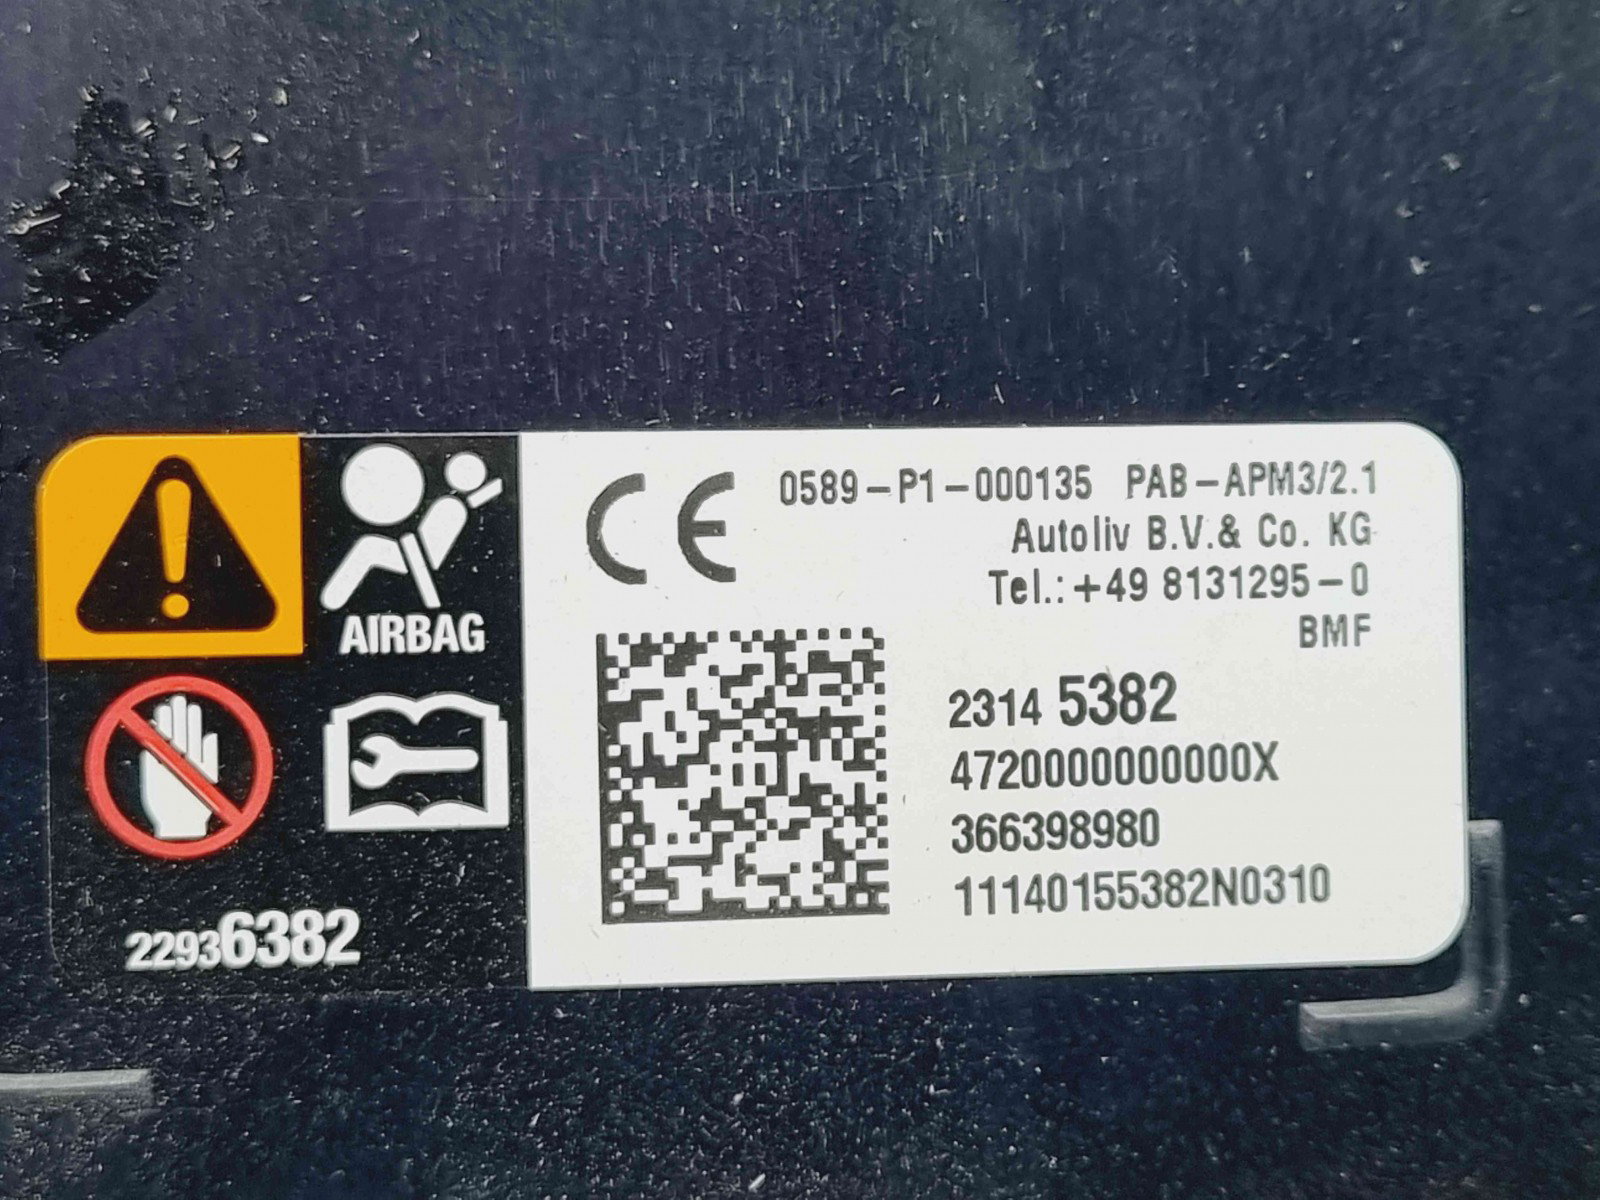 AIRBAG
22936382
CE 0589-P1-000135 PAB-APM3/2.1
Autoliv B.V.& Co. KG
Tel.: +49 8131295-0
BMF
2314 5382
4720000000000000X
366398980
11140155382N0310